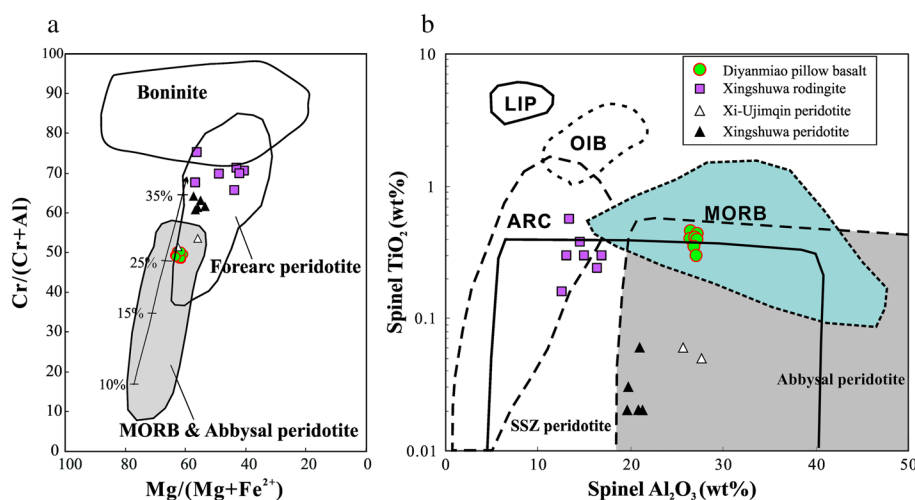 a
100
90
80
70
60
50
40
30
20
10
0
Cr/(Cr+Al)
Boninite
35%
Forearc peridotite
25%
15%
10%
MORB & Abbysal peridotite
100
80
60
40
20
0
Mg/(Mg+Fe²⁺)
b
10
1
0.1
0.01
Spinel TiO₂ (wt%)
Diyanmiao pillow basalt
Xingshuwa rodingite
Xi-Ujimqin peridotite
Xingshuwa peridotite
LIP
OIB
ARC
MORB
Abbysal peridotite
SSZ peridotite
0
10
20
30
40
50
Spinel Al₂O₃ (wt%)